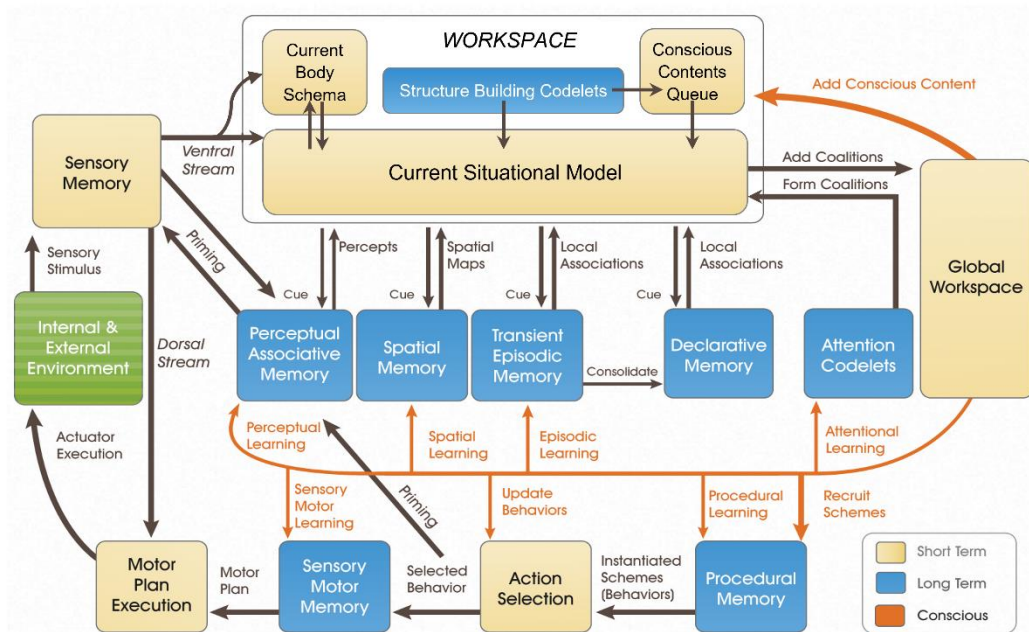 WORKSPACE
Current
Body
Schema
Structure Building Codelets
Conscious
Contents
Queue
Add Conscious Content
Sensory
Memory
Ventral
Stream
Current Situational Model
Add Coalitions
Form Coalitions
Global
Workspace
Sensory
Stimulus
Priming
Percepts
Cue
Spatial
Maps
Cue
Local
Associations
Cue
Local
Associations
Cue
Internal &
External
Environment
Dorsal
Stream
Perceptual
Associative
Memory
Spatial
Memory
Transient
Episodic
Memory
Consolidate
Declarative
Memory
Attention
Codelets
Actuator
Execution
Perceptual
Learning
Spatial
Learning
Episodic
Learning
Attentional
Learning
Sensory
Motor
Learning
Priming
Update
Behaviors
Procedural
Learning
Recruit
Schemes
Motor
Plan
Execution
Motor
Plan
Sensory
Motor
Memory
Selected
Behavior
Action
Selection
Instantiated
Schemes
(Behaviors)
Procedural
Memory
Short Term
Long Term
Conscious